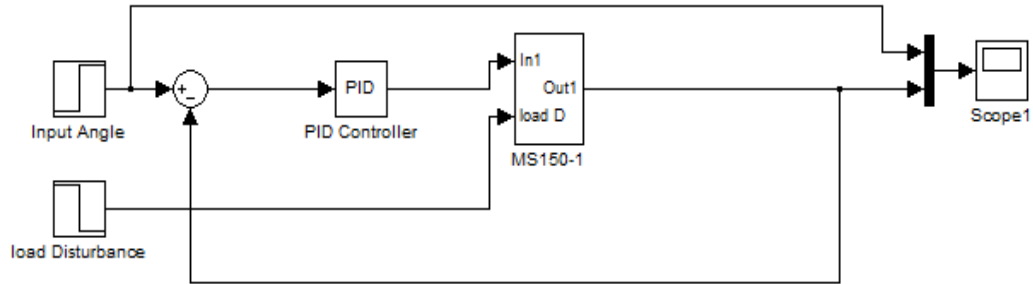 In1
Out1
load D
MS150-1
PID
PID Controller
+
−
Input Angle
Scope1
load Disturbance